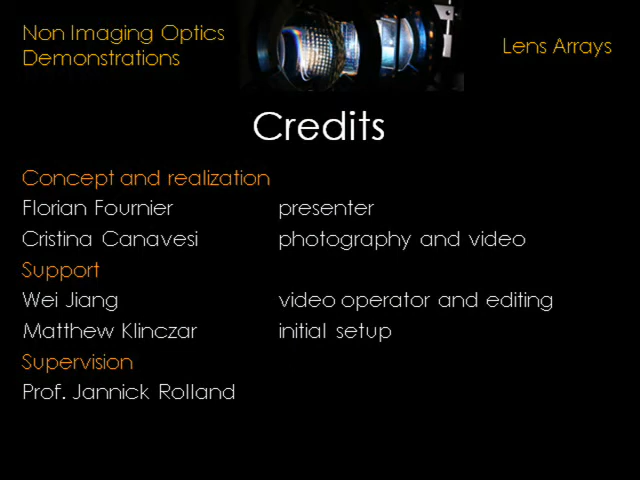 Non Imaging Optics
Demonstrations
Lens Arrays
Credits
Concept and realization
Florian Fournier presenter
Cristina Canavesi photography and video
Support
Wei Jiang video operator and editing
Matthew Klinczar initial setup
Supervision
Prof. Jannick Rolland